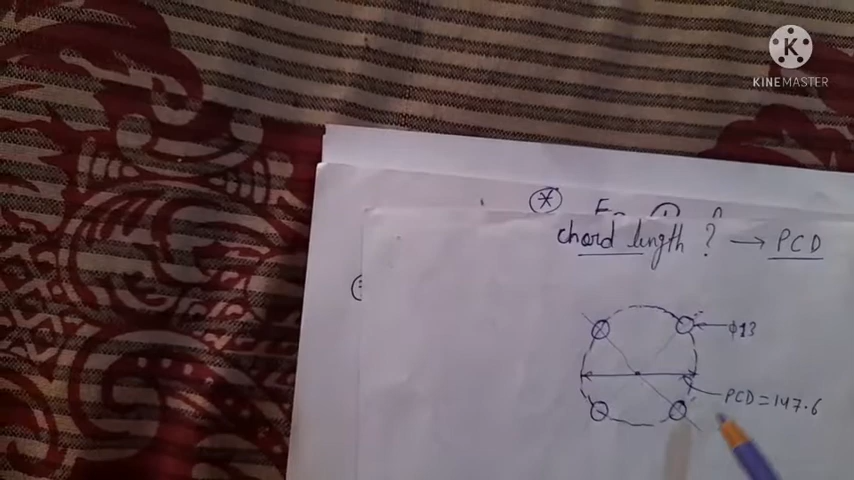 K
KINEMASTER
chord length ? → PCD
φ13
PCD = 147.6